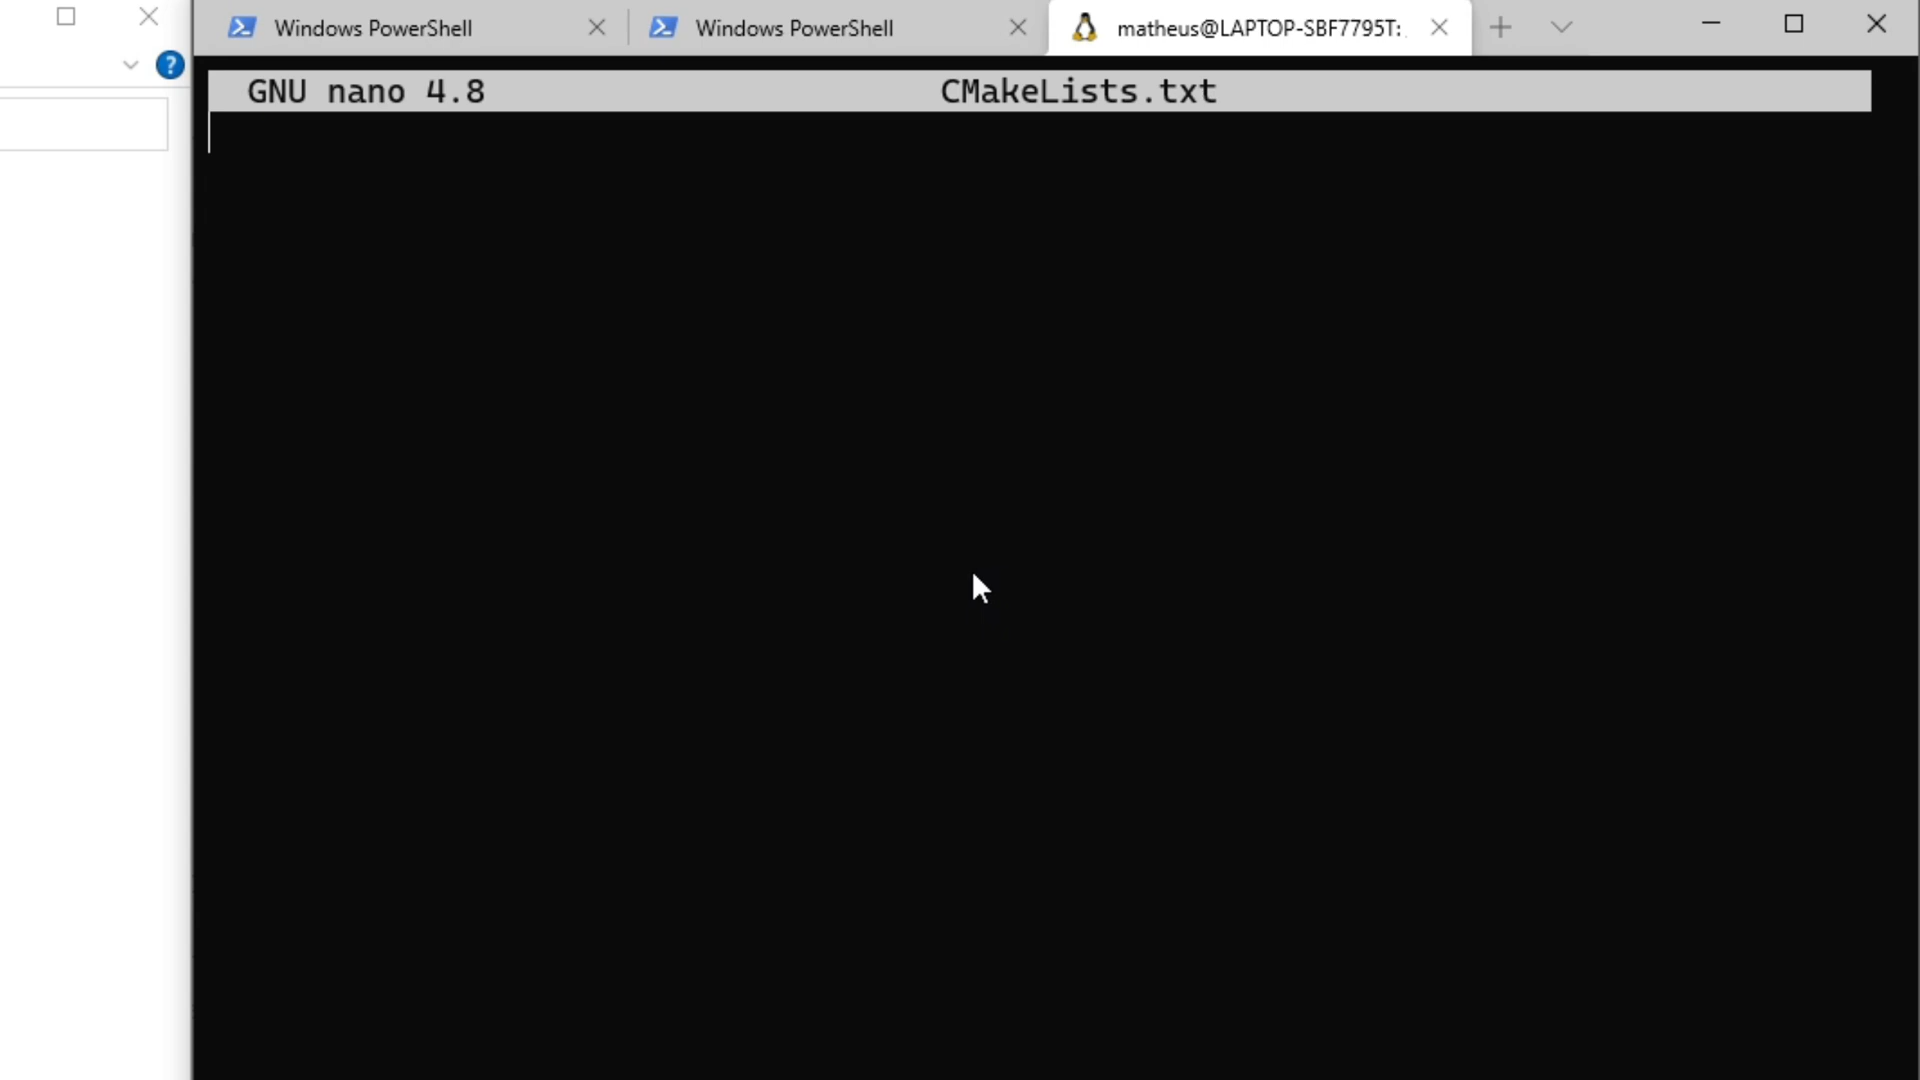 Windows PowerShell
Windows PowerShell
matheus@LAPTOP-SBF7795T:
?
GNU nano 4.8
CMakeLists.txt